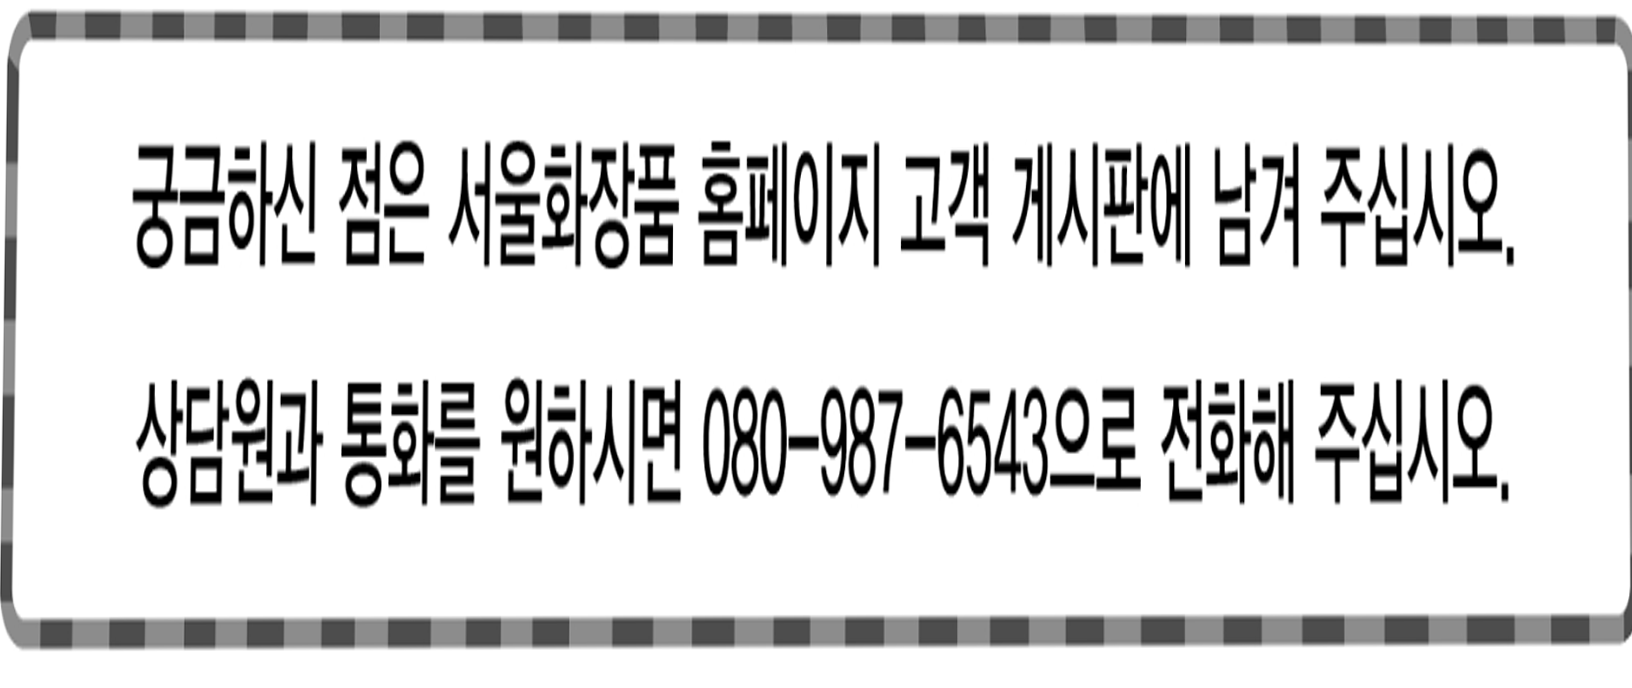 궁금하신 점은 서울화장품 홈페이지 고객 게시판에 남겨 주십시오.
상담원과 통화를 원하시면 080-987-6543으로 전화해 주십시오.